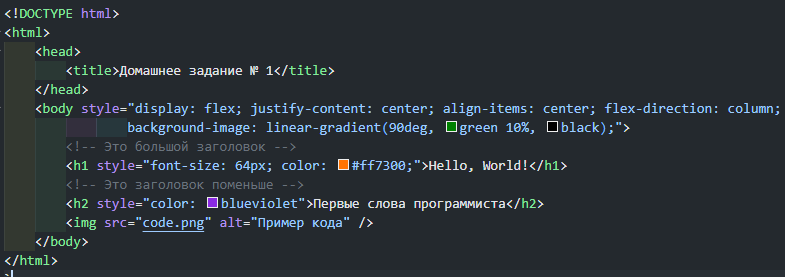 <!DOCTYPE html>
<html>
<head>
<title>Домашнее задание № 1</title>
</head>
<body style="display: flex; justify-content: center; align-items: center; flex-direction: column;
background-image: linear-gradient(90deg, green 10%, black);">
<!-- Это большой заголовок -->
<h1 style="font-size: 64px; color: #ff7300;">Hello, World!</h1>
<!-- Это заголовок поменьше -->
<h2 style="color: blueviolet">Первые слова программиста</h2>
<img src="code.png" alt="Пример кода" />
</body>
</html>